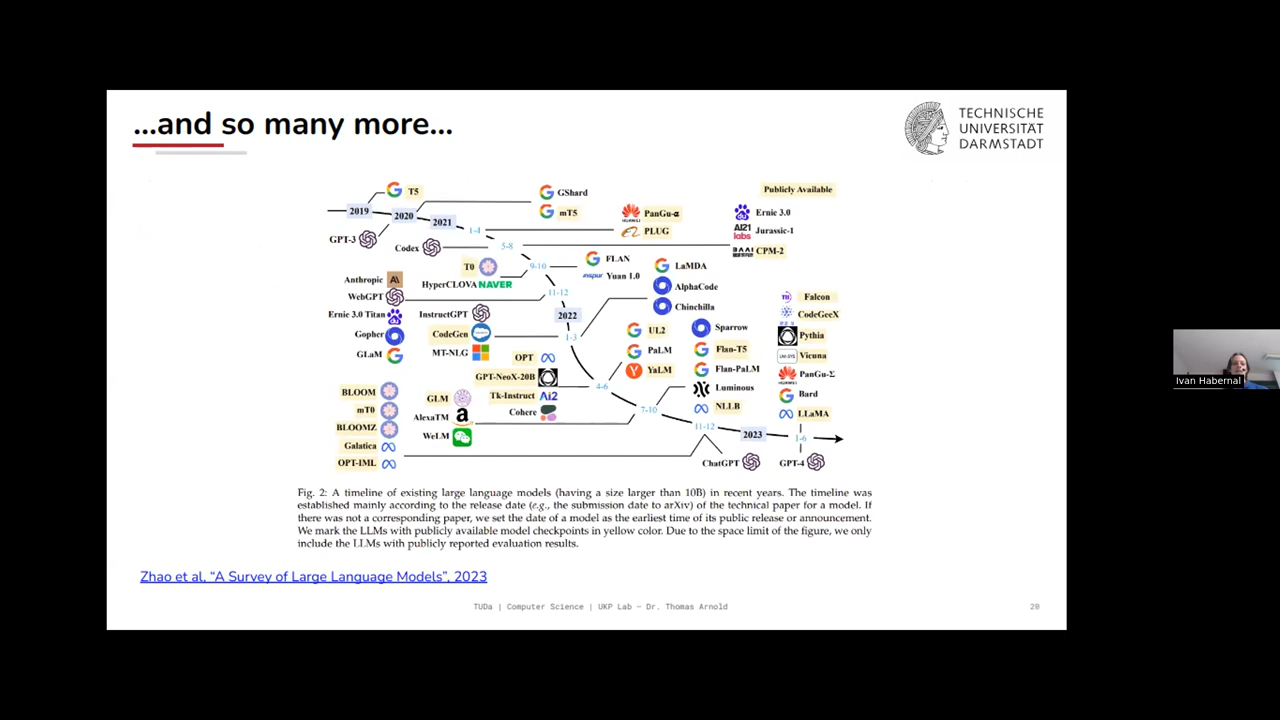 ...and so many more...
TECHNISCHE
UNIVERSITÄT
DARMSTADT
T5
GShard
mT5
Publicly Available
2019
2020
2021
GPT-3
Codex
1-4
5-8
PanGu-α
HUAWEI
PLUG
Ernie 3.0
AI21
labs
Jurassic-1
BAAI
CPM-2
T0
9-10
FLAN
inspur
Yuan 1.0
HyperCLOVA
NAVER
LaMDA
AlphaCode
Chinchilla
Anthropic
A\
WebGPT
11-12
Ernie 3.0 Titan
InstructGPT
2022
Gopher
CodeGen
1-3
GLaM
MT-NLG
OPT
UL2
PaLM
YaLM
Sparrow
Flan-T5
Flan-PaLM
Luminous
NLLB
Falcon
CodeGeeX
Pythia
Vicuna
PanGu-Σ
HUAWEI
Bard
LLaMA
GPT-NeoX-20B
4-6
BLOOM
mT0
BLOOMZ
Galatica
OPT-IML
GLM
Tk-Instruct
Ai2
AlexaTM
Cohere
WeLM
7-10
11-12
2023
1-6
ChatGPT
GPT-4
Fig. 2: A timeline of existing large language models (having a size larger than 10B) in recent years. The timeline was
established mainly according to the release date (e.g., the submission date to arXiv) of the technical paper for a model. If
there was not a corresponding paper, we set the date of a model as the earliest time of its public release or announcement.
We mark the LLMs with publicly available model checkpoints in yellow color. Due to the space limit of the figure, we only
include the LLMs with publicly reported evaluation results.
Zhao et al, “A Survey of Large Language Models”, 2023
TUDa | Computer Science | UKP Lab – Dr. Thomas Arnold
20
Ivan Habernal